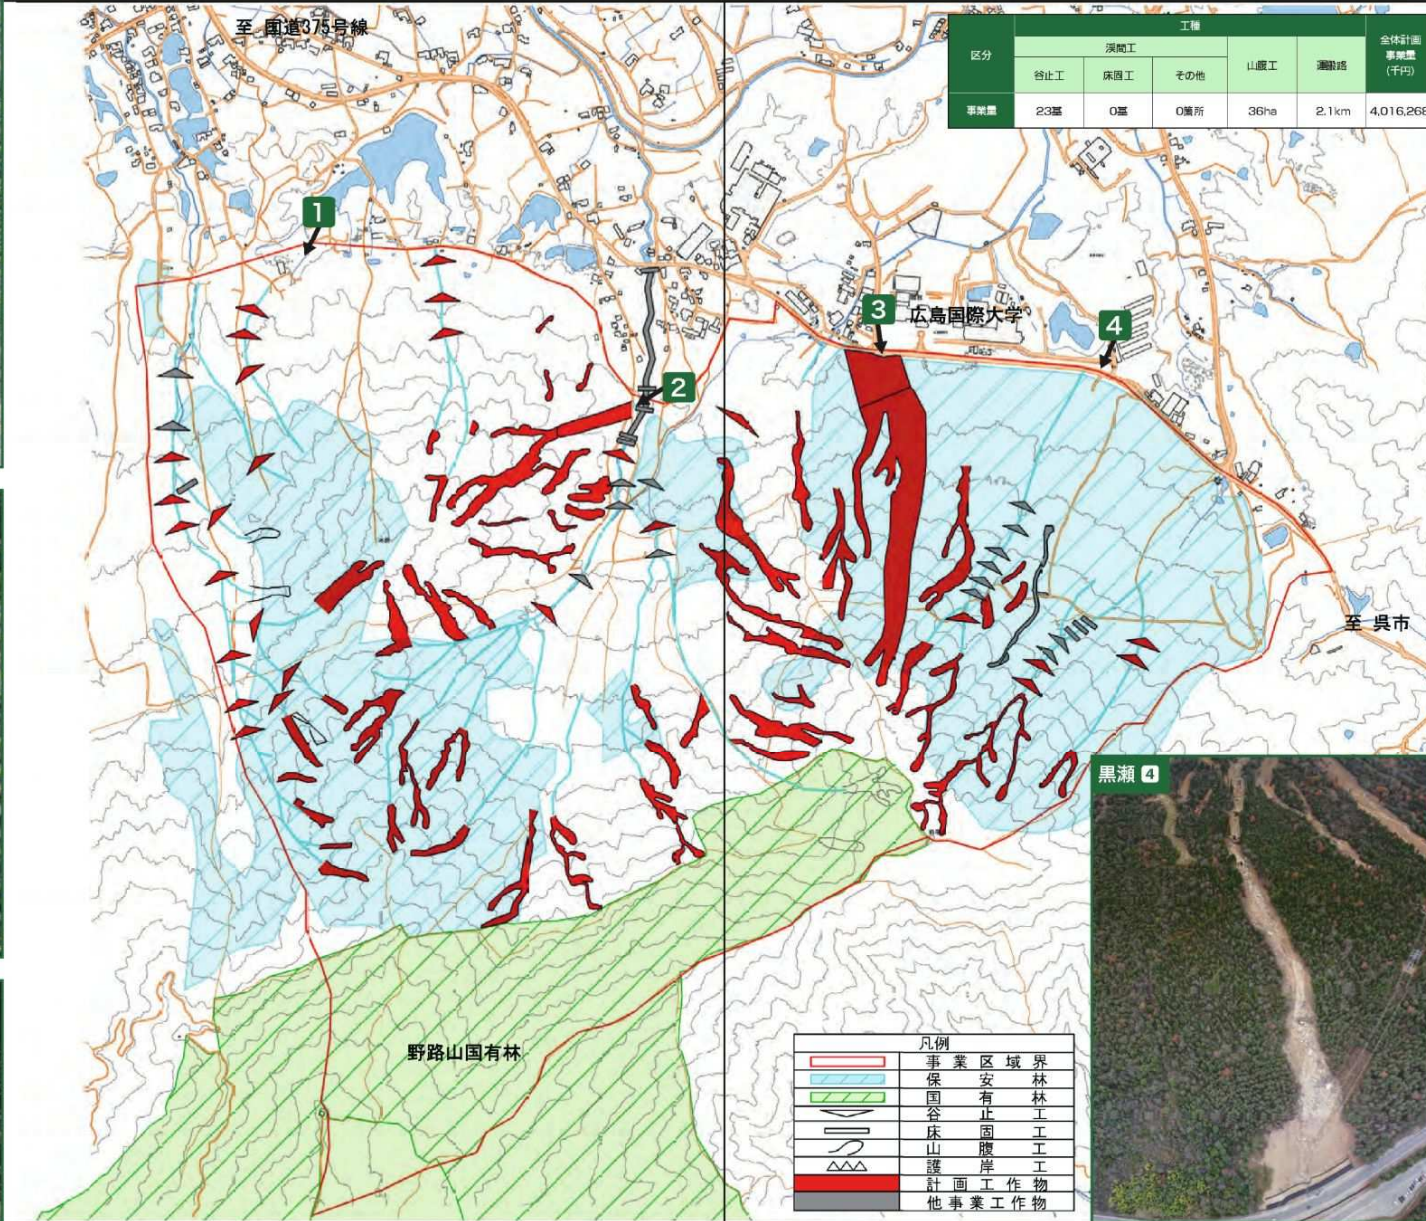 至 国道375号線
区分
工種
渓間工
谷止工
床固工
その他
山腹工
運搬路
全体計画
事業量
(千円)
事業量
23基
0基
0箇所
36ha
2.1km
4,016,268
1
2
3
広島国際大学
4
至 呉市
黒瀬 4
野路山国有林
凡例
事業区域界
保安林
国有林
谷止工
床固工
山腹工
護岸工
計画工作物
他事業工作物